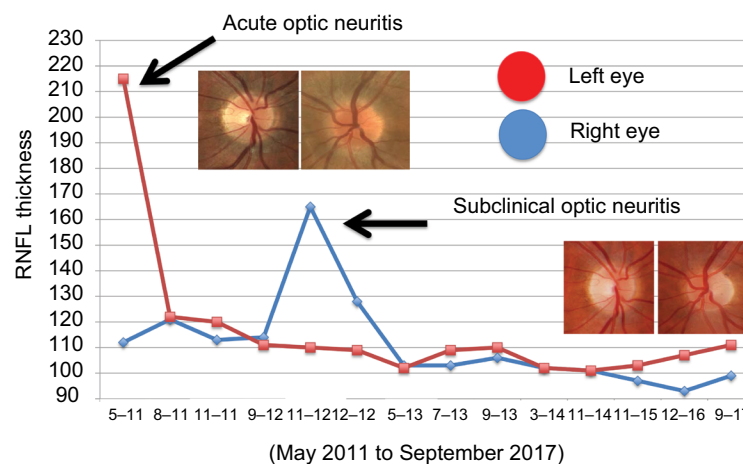 Acute optic neuritis
Left eye
Right eye
Subclinical optic neuritis
RNFL thickness
230
220
210
200
190
180
170
160
150
140
130
120
110
100
90
5–11 8–11 11–11 9–12 11–12 12–12 5–13 7–13 9–13 3–14 11–14 11–15 12–16 9–17
(May 2011 to September 2017)